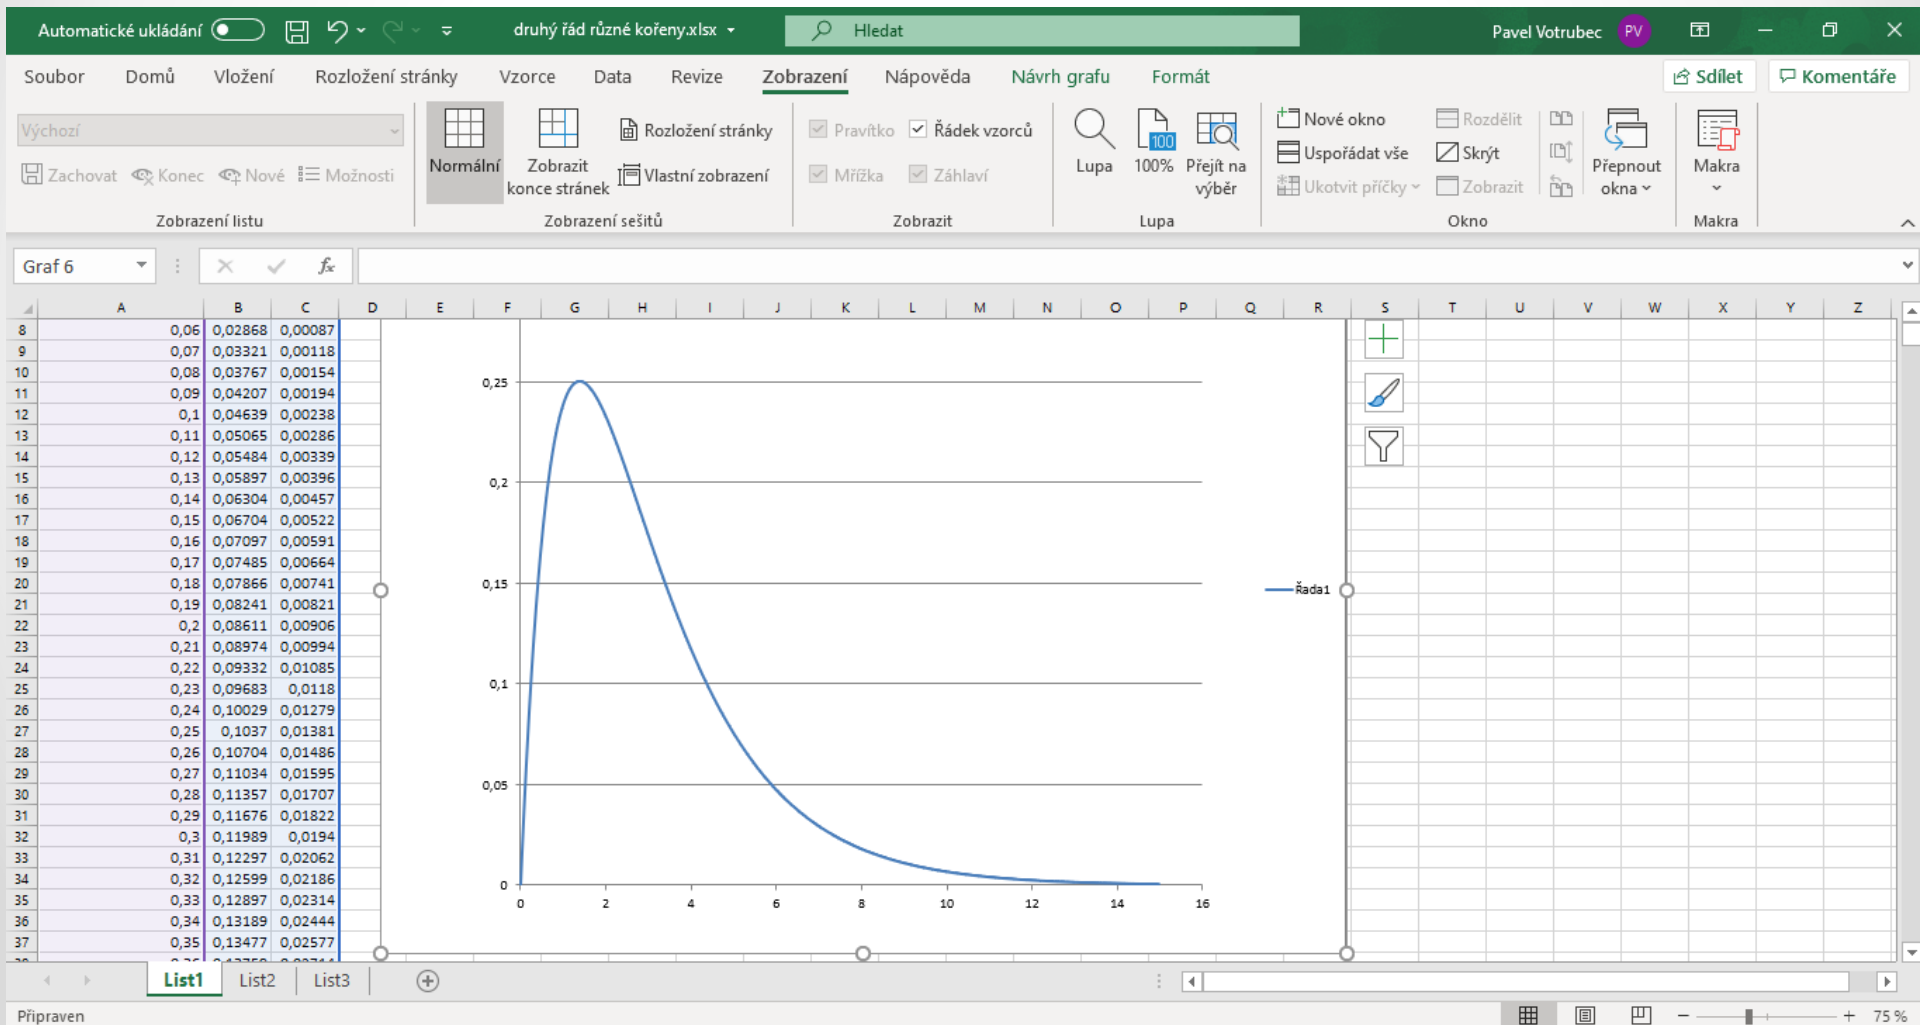 Automatické ukládání druhý řád různé kořeny.xlsx Hledat Pavel Votrubec PV
Soubor Domů Vložení Rozložení stránky Vzorce Data Revize Zobrazení Nápověda Návrh grafu Formát Sdílet Komentáře
Výchozí
Zachovat Konec Nové Možnosti
Zobrazení listu
Normální
Zobrazit konce stránek
Rozložení stránky
Vlastní zobrazení
Zobrazení sešitů
Pravítko Řádek vzorců
Mřížka Záhlaví
Zobrazit
Lupa
100
100%
Přejít na výběr
Lupa
Nové okno
Uspořádat vše
Ukotvit příčky
Rozdělit
Skrýt
Zobrazit
Přepnout okna
Okno
Makra
Makra
Graf 6 fx
A B C D E F G H I J K L M N O P Q R S T U V W X Y Z
8 0,06 0,02868 0,00087
9 0,07 0,03321 0,00118
10 0,08 0,03767 0,00154
11 0,09 0,04207 0,00194
12 0,1 0,04639 0,00238
13 0,11 0,05065 0,00286
14 0,12 0,05484 0,00339
15 0,13 0,05897 0,00396
16 0,14 0,06304 0,00457
17 0,15 0,06704 0,00522
18 0,16 0,07097 0,00591
19 0,17 0,07485 0,00664
20 0,18 0,07866 0,00741
21 0,19 0,08241 0,00821
22 0,2 0,08611 0,00906
23 0,21 0,08974 0,00994
24 0,22 0,09332 0,01085
25 0,23 0,09683 0,0118
26 0,24 0,10029 0,01279
27 0,25 0,1037 0,01381
28 0,26 0,10704 0,01486
29 0,27 0,11034 0,01595
30 0,28 0,11357 0,01707
31 0,29 0,11676 0,01822
32 0,3 0,11989 0,0194
33 0,31 0,12297 0,02062
34 0,32 0,12599 0,02186
35 0,33 0,12897 0,02314
36 0,34 0,13189 0,02444
37 0,35 0,13477 0,02577
0,25
0,2
0,15
0,1
0,05
0
0 2 4 6 8 10 12 14 16
Řada1
List1 List2 List3
Připraven 75 %